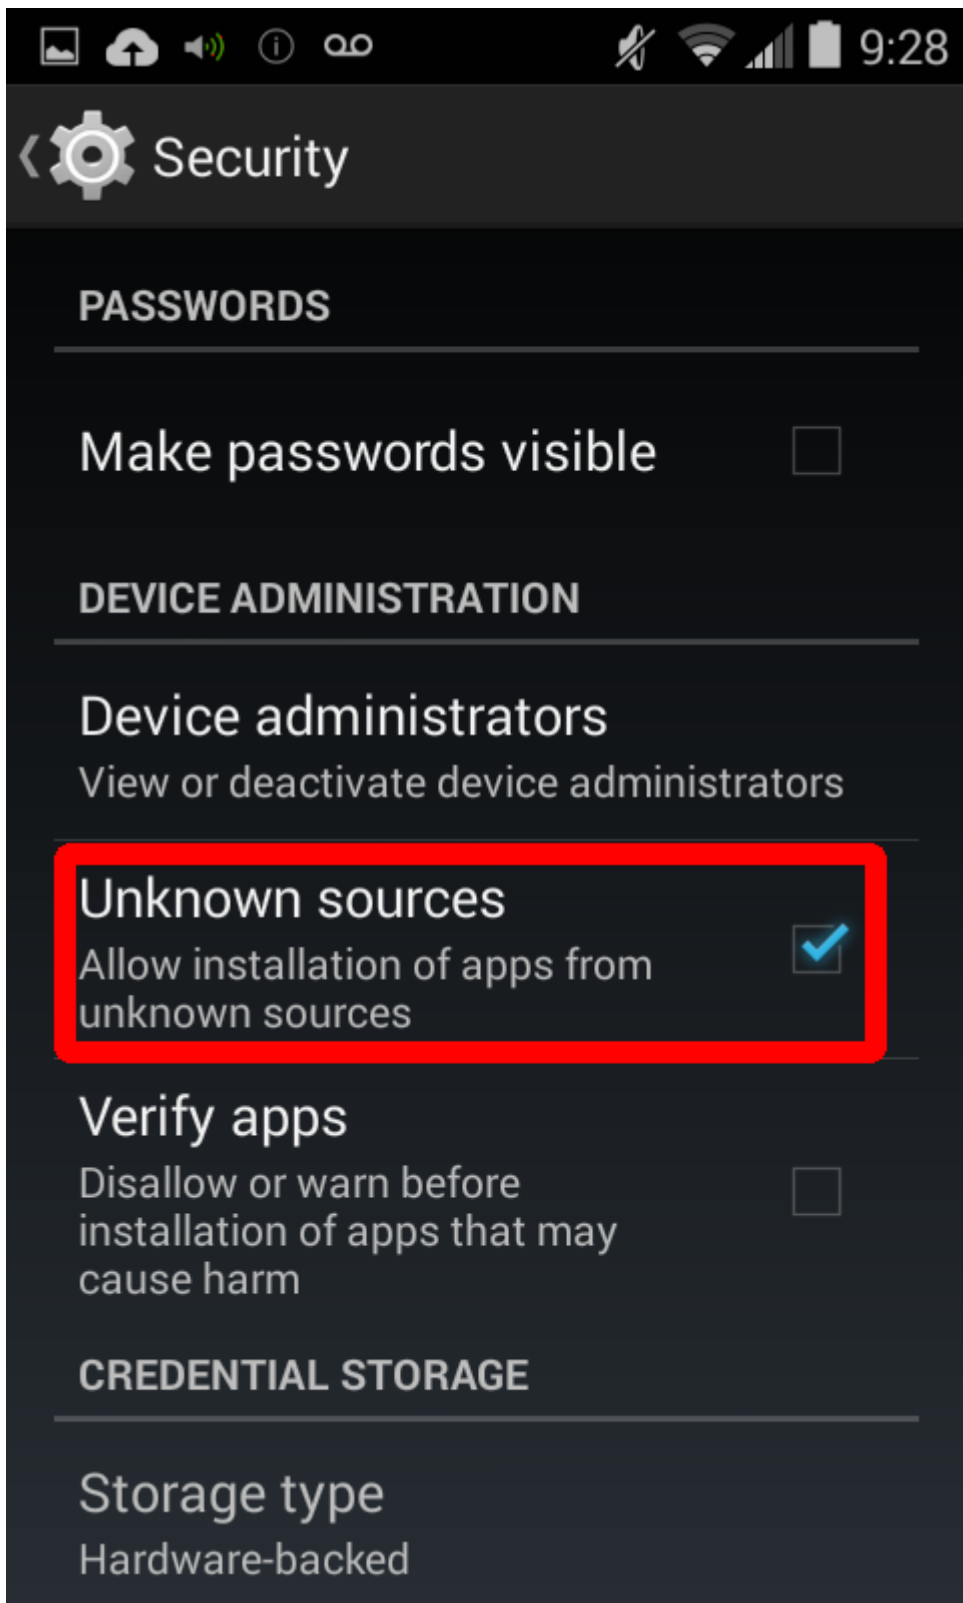 9:28
Security
PASSWORDS
Make passwords visible
DEVICE ADMINISTRATION
Device administrators
View or deactivate device administrators
Unknown sources
Allow installation of apps from
unknown sources
Verify apps
Disallow or warn before
installation of apps that may
cause harm
CREDENTIAL STORAGE
Storage type
Hardware-backed